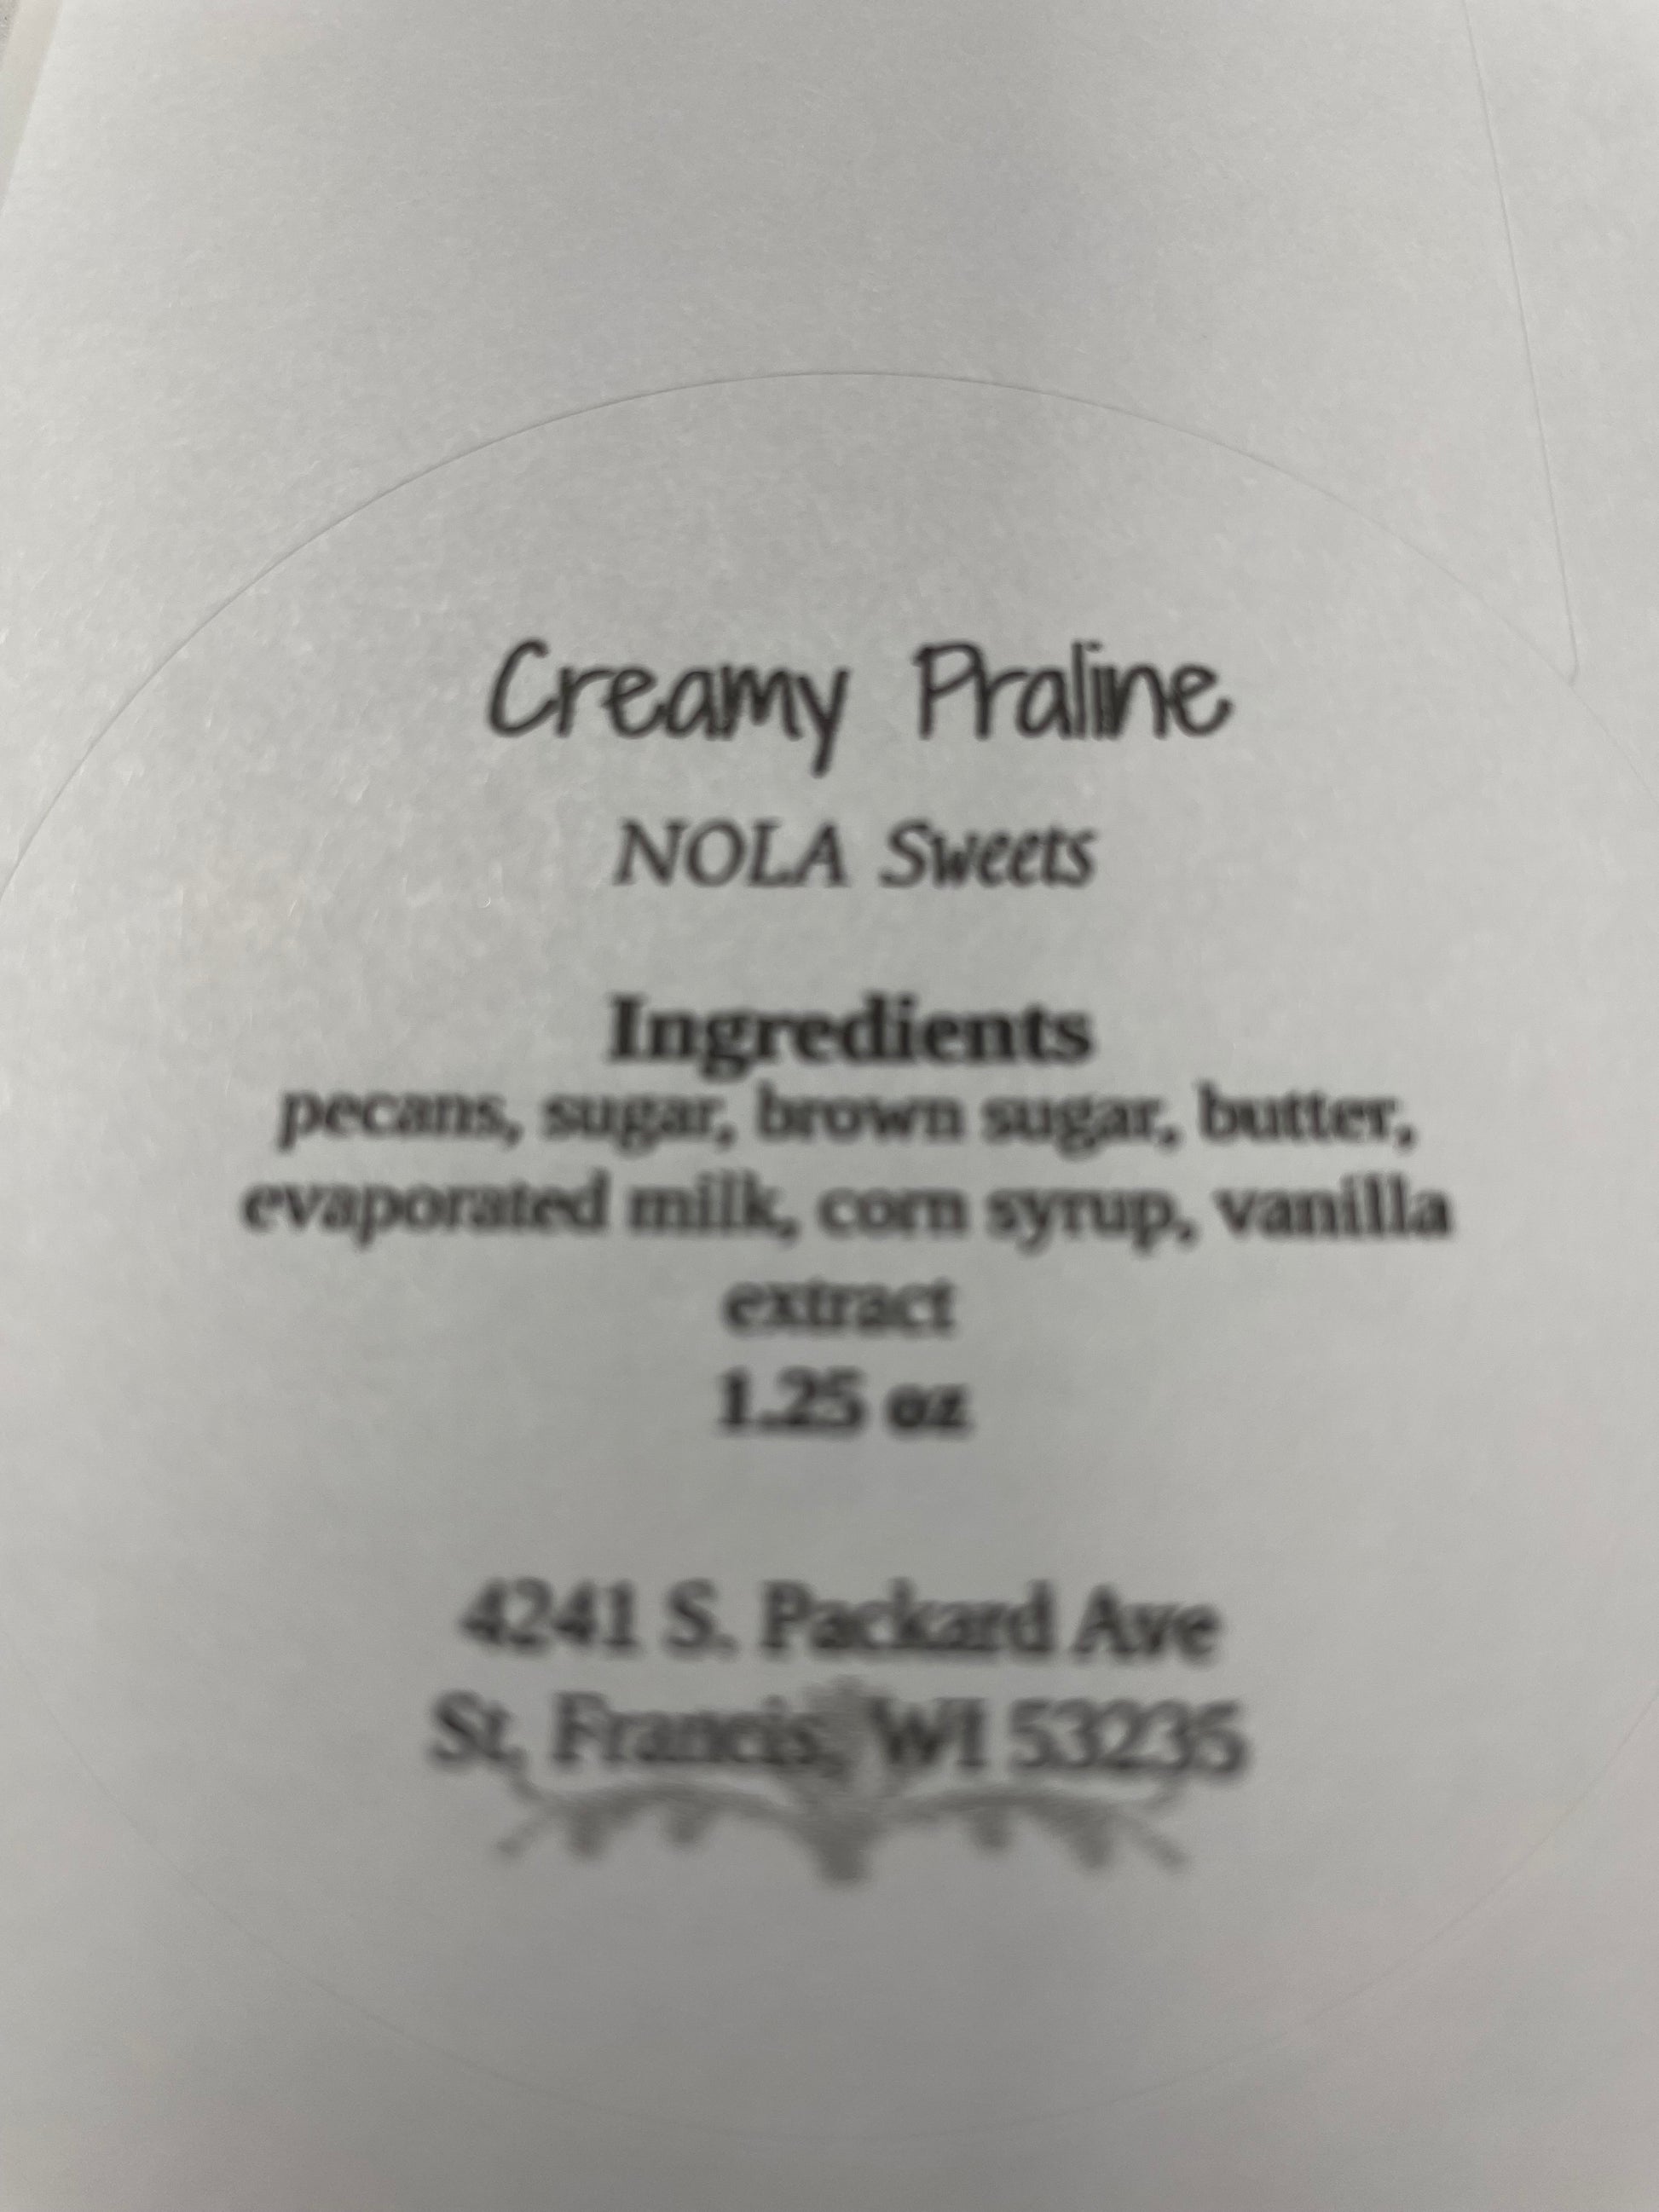 Creamy Praline
NOLA Sweets
Ingredients
pecans, sugar, brown sugar, butter,
evaporated milk, corn syrup, vanilla
extract
1.25 oz
4241 S. Packard Ave
St, Francis, WI 53235